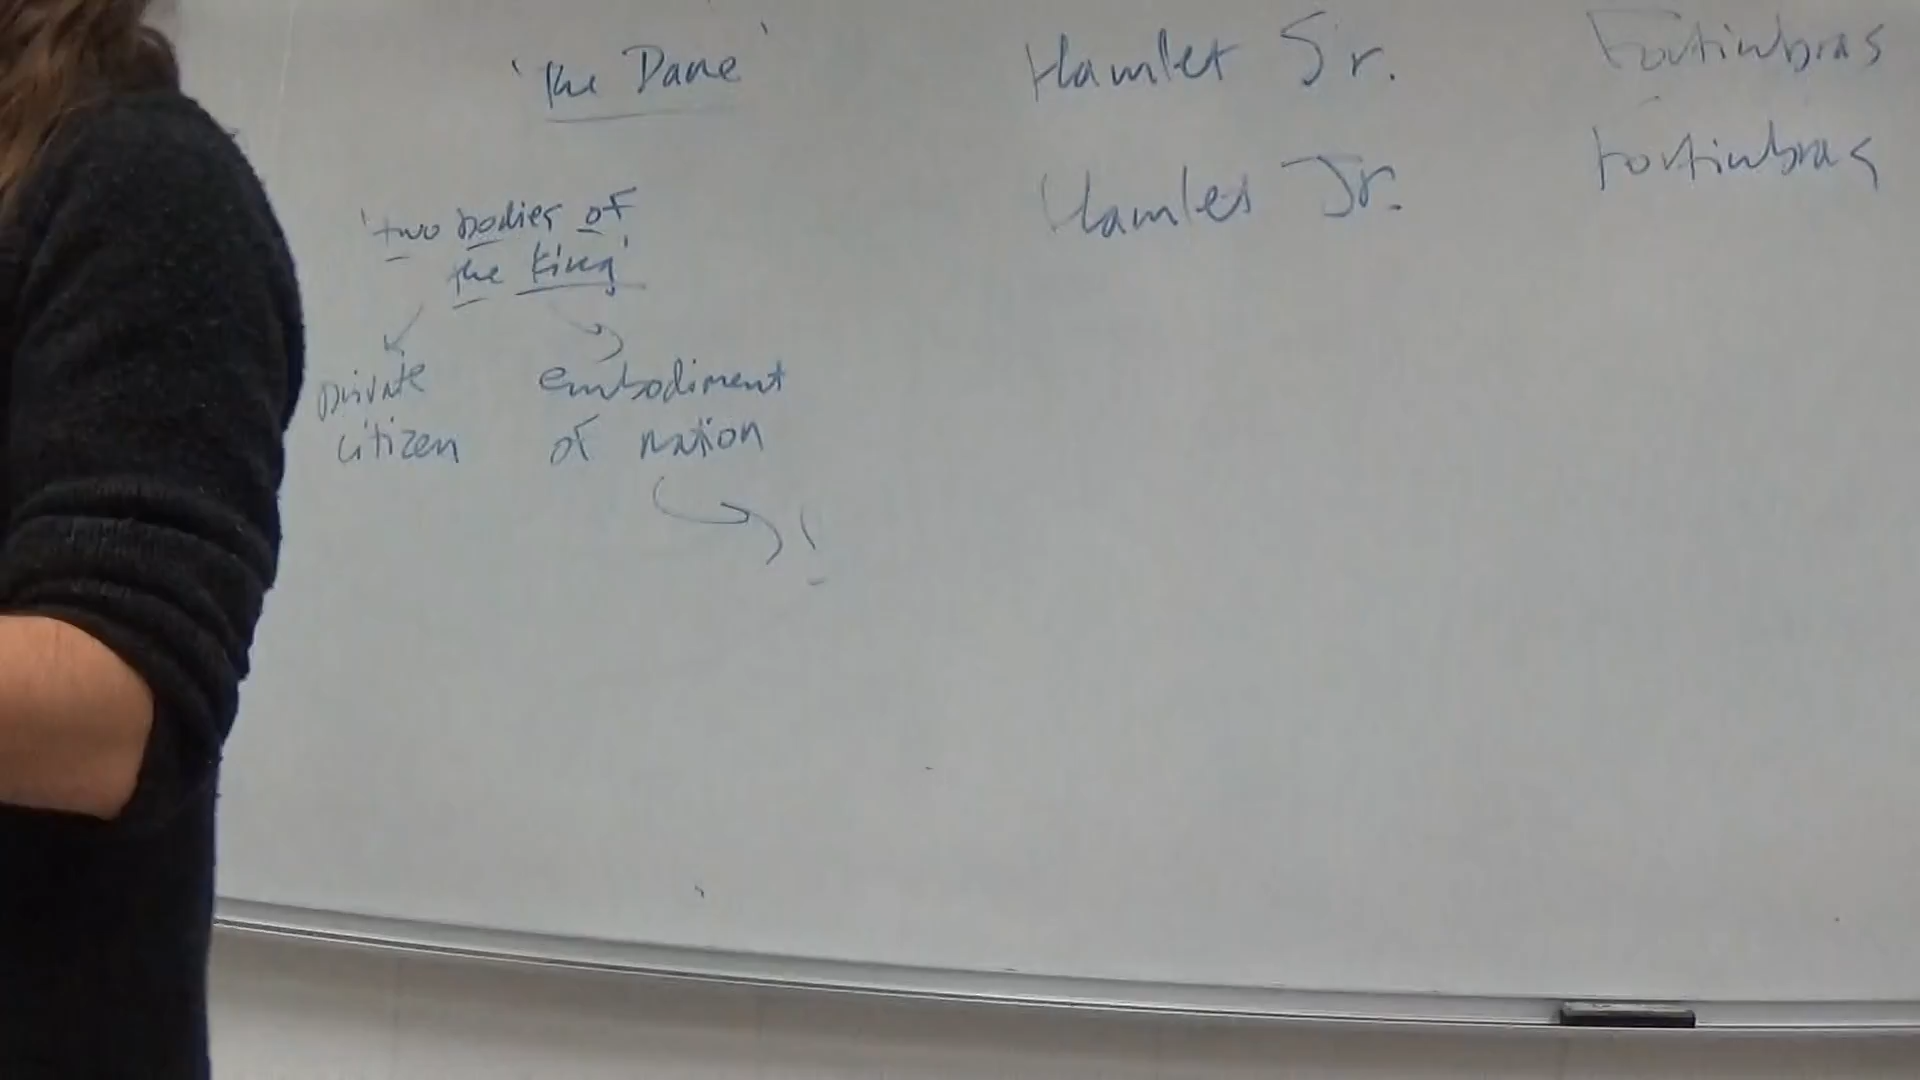 'the Dane'
'two bodies of
the King'
private
citizen
embodiment
of nation
!
Hamlet Sr.
Hamlet Jr.
Fortinbras
Fortinbras